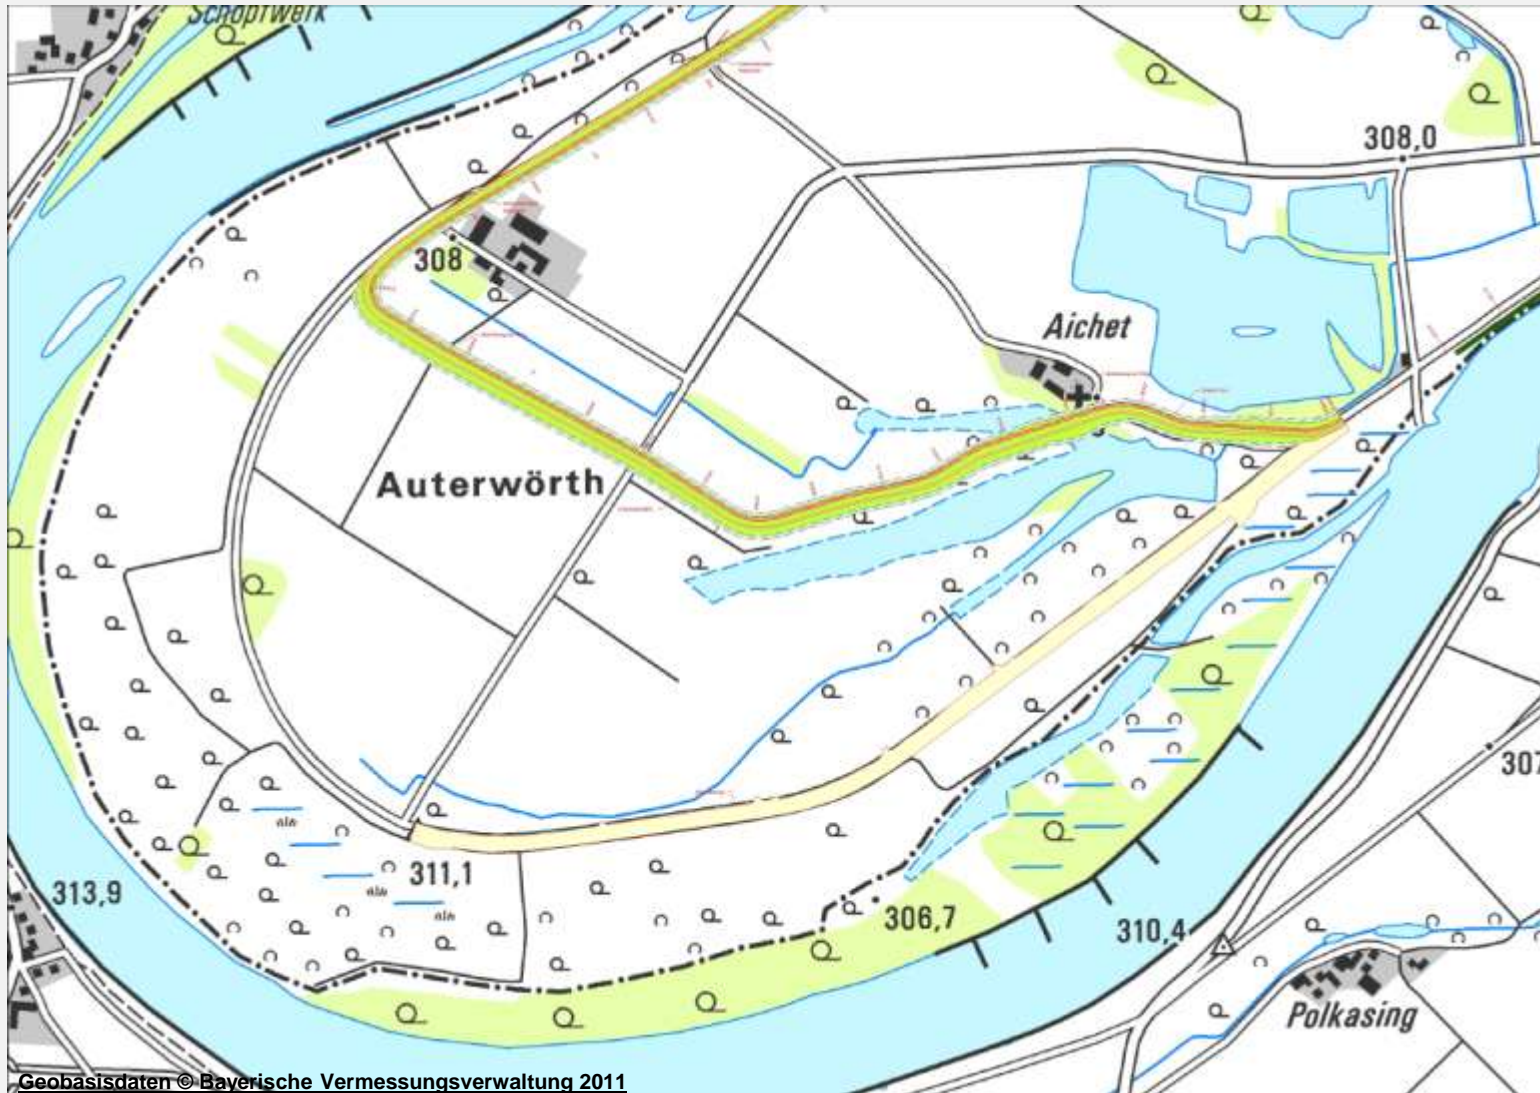 Schöpfwerk
308,0
308
Aichet
Auterwörth
307
311,1
313,9
306,7
310,4
Polkasing
Geobasisdaten © Bayerische Vermessungsverwaltung 2011